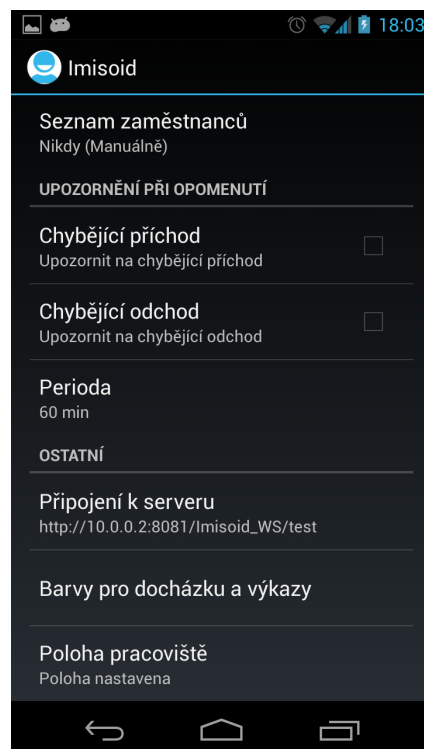 18:03
Imisoid
Seznam zaměstnanců
Nikdy (Manuálně)
UPOZORNĚNÍ PŘI OPOMENUTÍ
Chybějící příchod
Upozornit na chybějící příchod
Chybějící odchod
Upozornit na chybějící odchod
Perioda
60 min
OSTATNÍ
Připojení k serveru
http://10.0.0.2:8081/Imisoid_WS/test
Barvy pro docházku a výkazy
Poloha pracoviště
Poloha nastavena